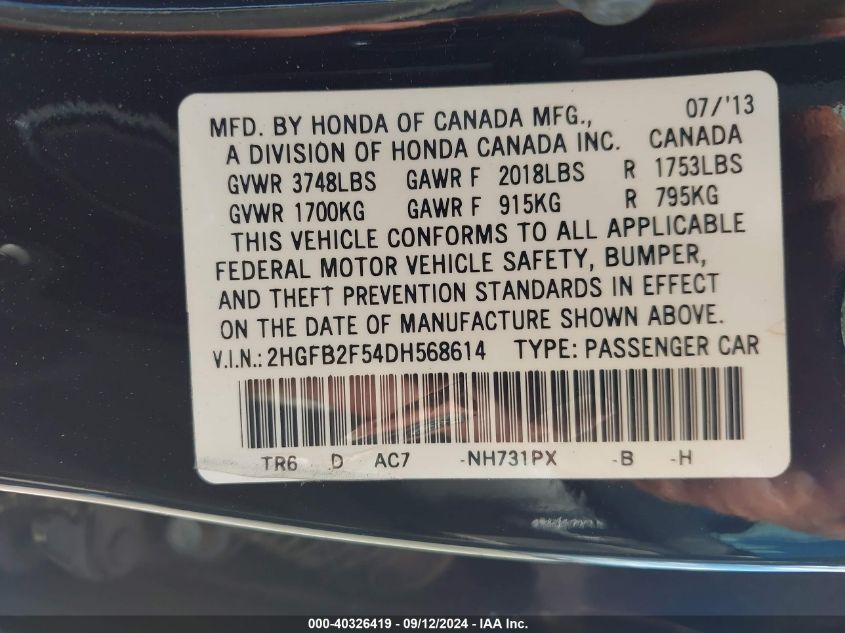 MFD. BY HONDA OF CANADA MFG., 07/'13
A DIVISION OF HONDA CANADA INC. CANADA
GVWR 3748LBS GAWR F 2018LBS R 1753LBS
GVWR 1700KG GAWR F 915KG R 795KG
THIS VEHICLE CONFORMS TO ALL APPLICABLE
FEDERAL MOTOR VEHICLE SAFETY, BUMPER,
AND THEFT PREVENTION STANDARDS IN EFFECT
ON THE DATE OF MANUFACTURE SHOWN ABOVE.
V.I.N.: 2HGFB2F54DH568614 TYPE: PASSENGER CAR
TR6 D AC7 -NH731PX -B -H
000-40326419 - 09/12/2024 - IAA Inc.